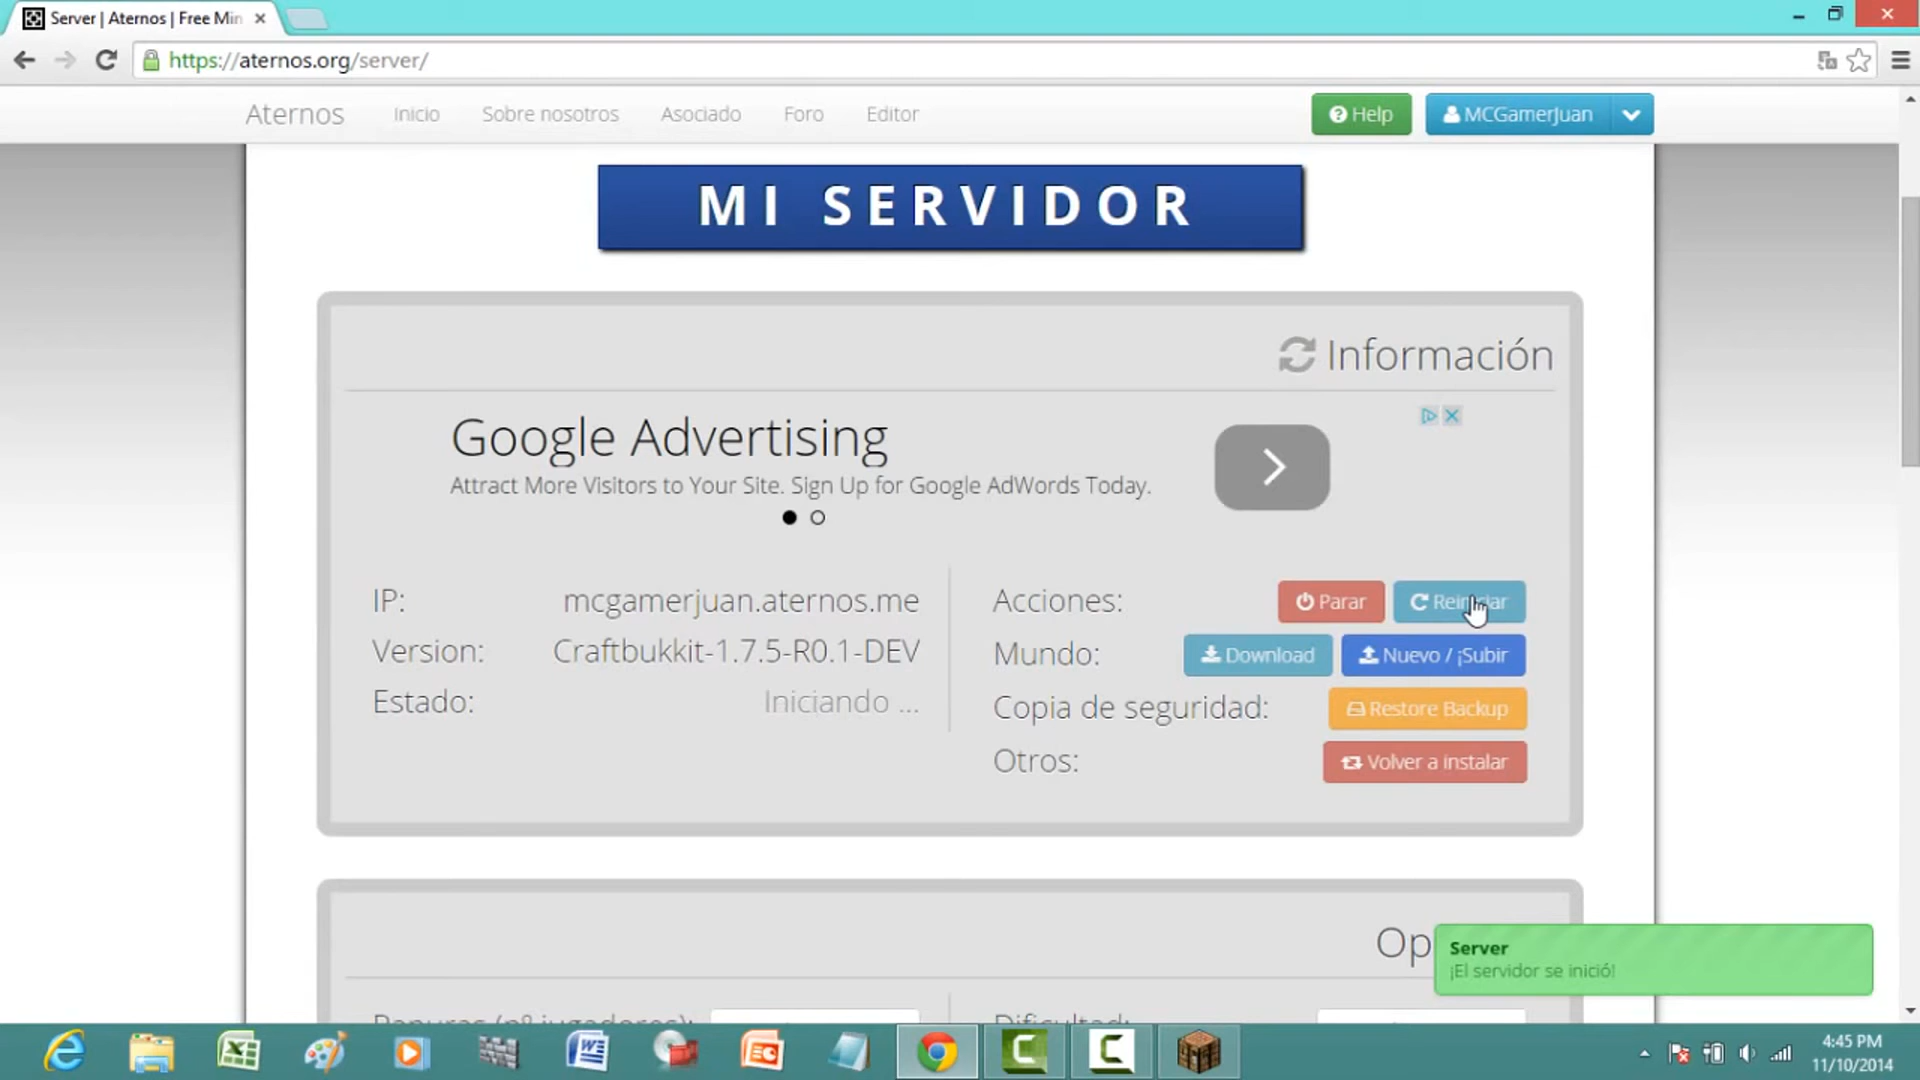 Server | Aternos | Free Min
https://aternos.org/server/
Aternos
Inicio
Sobre nosotros
Asociado
Foro
Editor
Help
MCGamerJuan
MI SERVIDOR
Información
Google Advertising
Attract More Visitors to Your Site. Sign Up for Google AdWords Today.
IP: mcgamerjuan.aternos.me
Version: Craftbukkit-1.7.5-R0.1-DEV
Estado: Iniciando ...
Acciones: Parar
Mundo: Download Nuevo / ¡Subir
Copia de seguridad: Restore Backup
Otros: Volver a instalar
Op
Server
¡El servidor se inició!
4:45 PM
11/10/2014